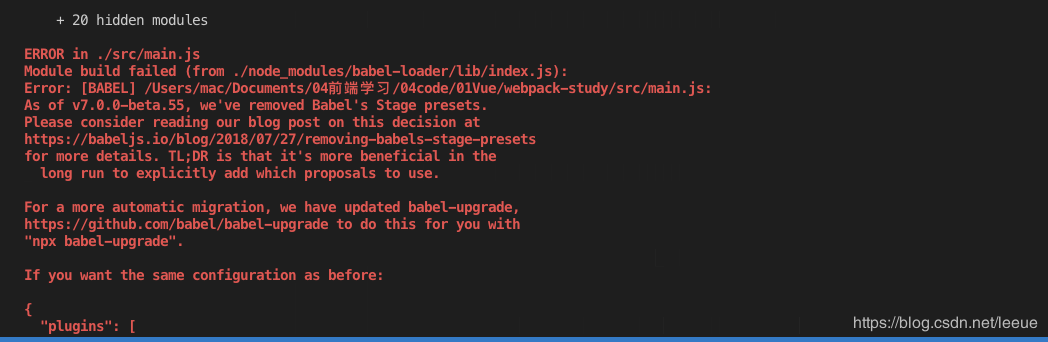 + 20 hidden modules
ERROR in ./src/main.js
Module build failed (from ./node_modules/babel-loader/lib/index.js):
Error: [BABEL] /Users/mac/Documents/04前端学习/04code/01Vue/webpack-study/src/main.js:
As of v7.0.0-beta.55, we've removed Babel's Stage presets.
Please consider reading our blog post on this decision at
https://babeljs.io/blog/2018/07/27/removing-babels-stage-presets
for more details. TL;DR is that it's more beneficial in the
long run to explicitly add which proposals to use.
For a more automatic migration, we have updated babel-upgrade,
https://github.com/babel/babel-upgrade to do this for you with
"npx babel-upgrade".
If you want the same configuration as before:
{
"plugins": [
https://blog.csdn.net/leeue